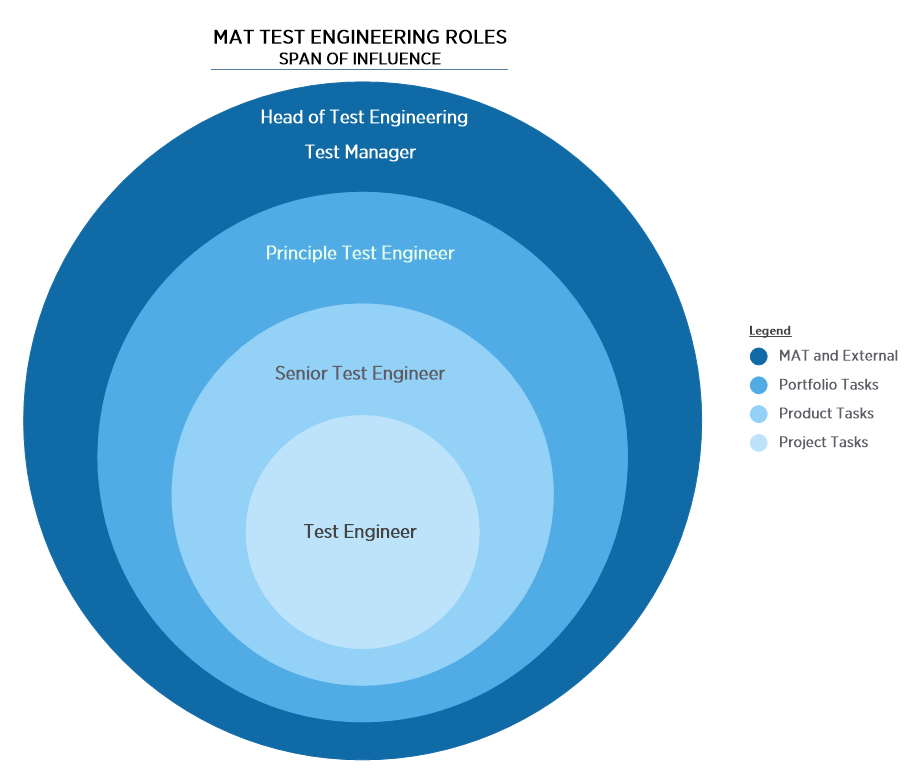 MAT TEST ENGINEERING ROLES
SPAN OF INFLUENCE
Head of Test Engineering
Test Manager
Principle Test Engineer
Senior Test Engineer
Test Engineer
Legend
MAT and External
Portfolio Tasks
Product Tasks
Project Tasks